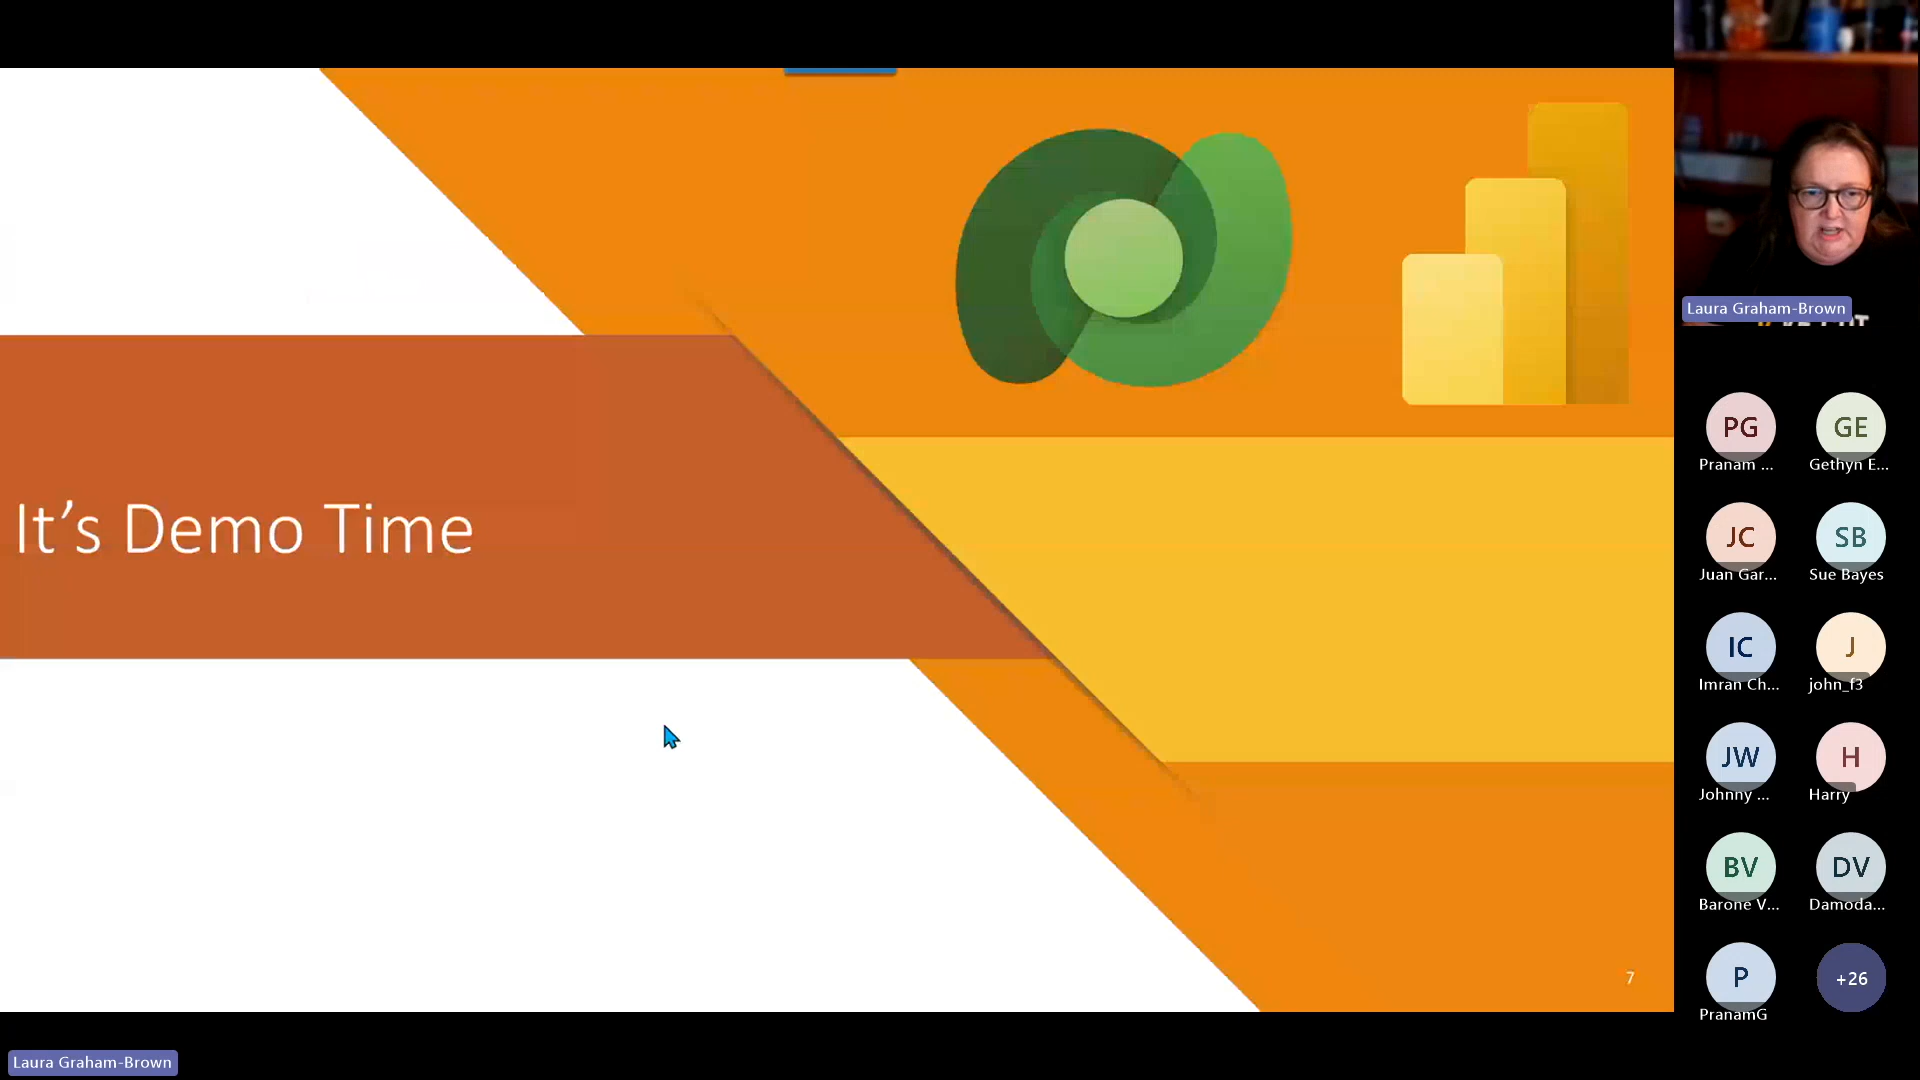 It’s Demo Time
7
Laura Graham-Brown
PG
Pranam ...
GE
Gethyn E...
JC
Juan Gar...
SB
Sue Bayes
IC
Imran Ch...
J
john_f3
JW
Johnny ...
H
Harry
BV
Barone V...
DV
Damoda...
P
PranamG
+26
Laura Graham-Brown